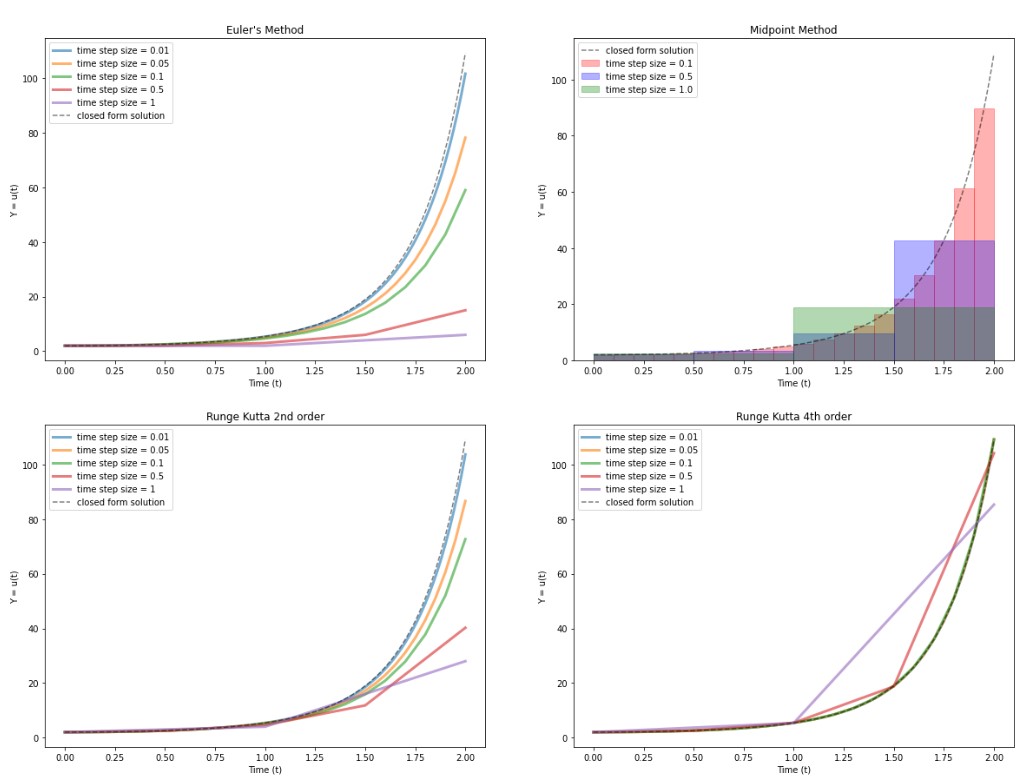 Euler's Method
time step size = 0.01
time step size = 0.05
time step size = 0.1
time step size = 0.5
time step size = 1
closed form solution
Y = u(t)
100
80
60
40
20
0
0.00 0.25 0.50 0.75 1.00 1.25 1.50 1.75 2.00
Time (t)
Midpoint Method
closed form solution
time step size = 0.1
time step size = 0.5
time step size = 1.0
Y = u(t)
100
80
60
40
20
0
0.00 0.25 0.50 0.75 1.00 1.25 1.50 1.75 2.00
Time (t)
Runge Kutta 2nd order
time step size = 0.01
time step size = 0.05
time step size = 0.1
time step size = 0.5
time step size = 1
closed form solution
Y = u(t)
100
80
60
40
20
0
0.00 0.25 0.50 0.75 1.00 1.25 1.50 1.75 2.00
Time (t)
Runge Kutta 4th order
time step size = 0.01
time step size = 0.05
time step size = 0.1
time step size = 0.5
time step size = 1
closed form solution
Y = u(t)
100
80
60
40
20
0
0.00 0.25 0.50 0.75 1.00 1.25 1.50 1.75 2.00
Time (t)